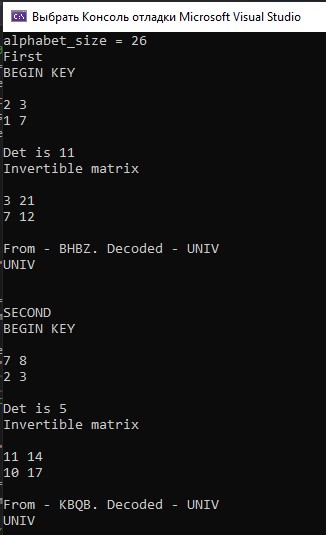 Выбрать Консоль отладки Microsoft Visual Studio
alphabet_size = 26
First
BEGIN KEY
2 3
1 7
Det is 11
Invertible matrix
3 21
7 12
From - BHBZ. Decoded - UNIV
UNIV
SECOND
BEGIN KEY
7 8
2 3
Det is 5
Invertible matrix
11 14
10 17
From - KBQB. Decoded - UNIV
UNIV